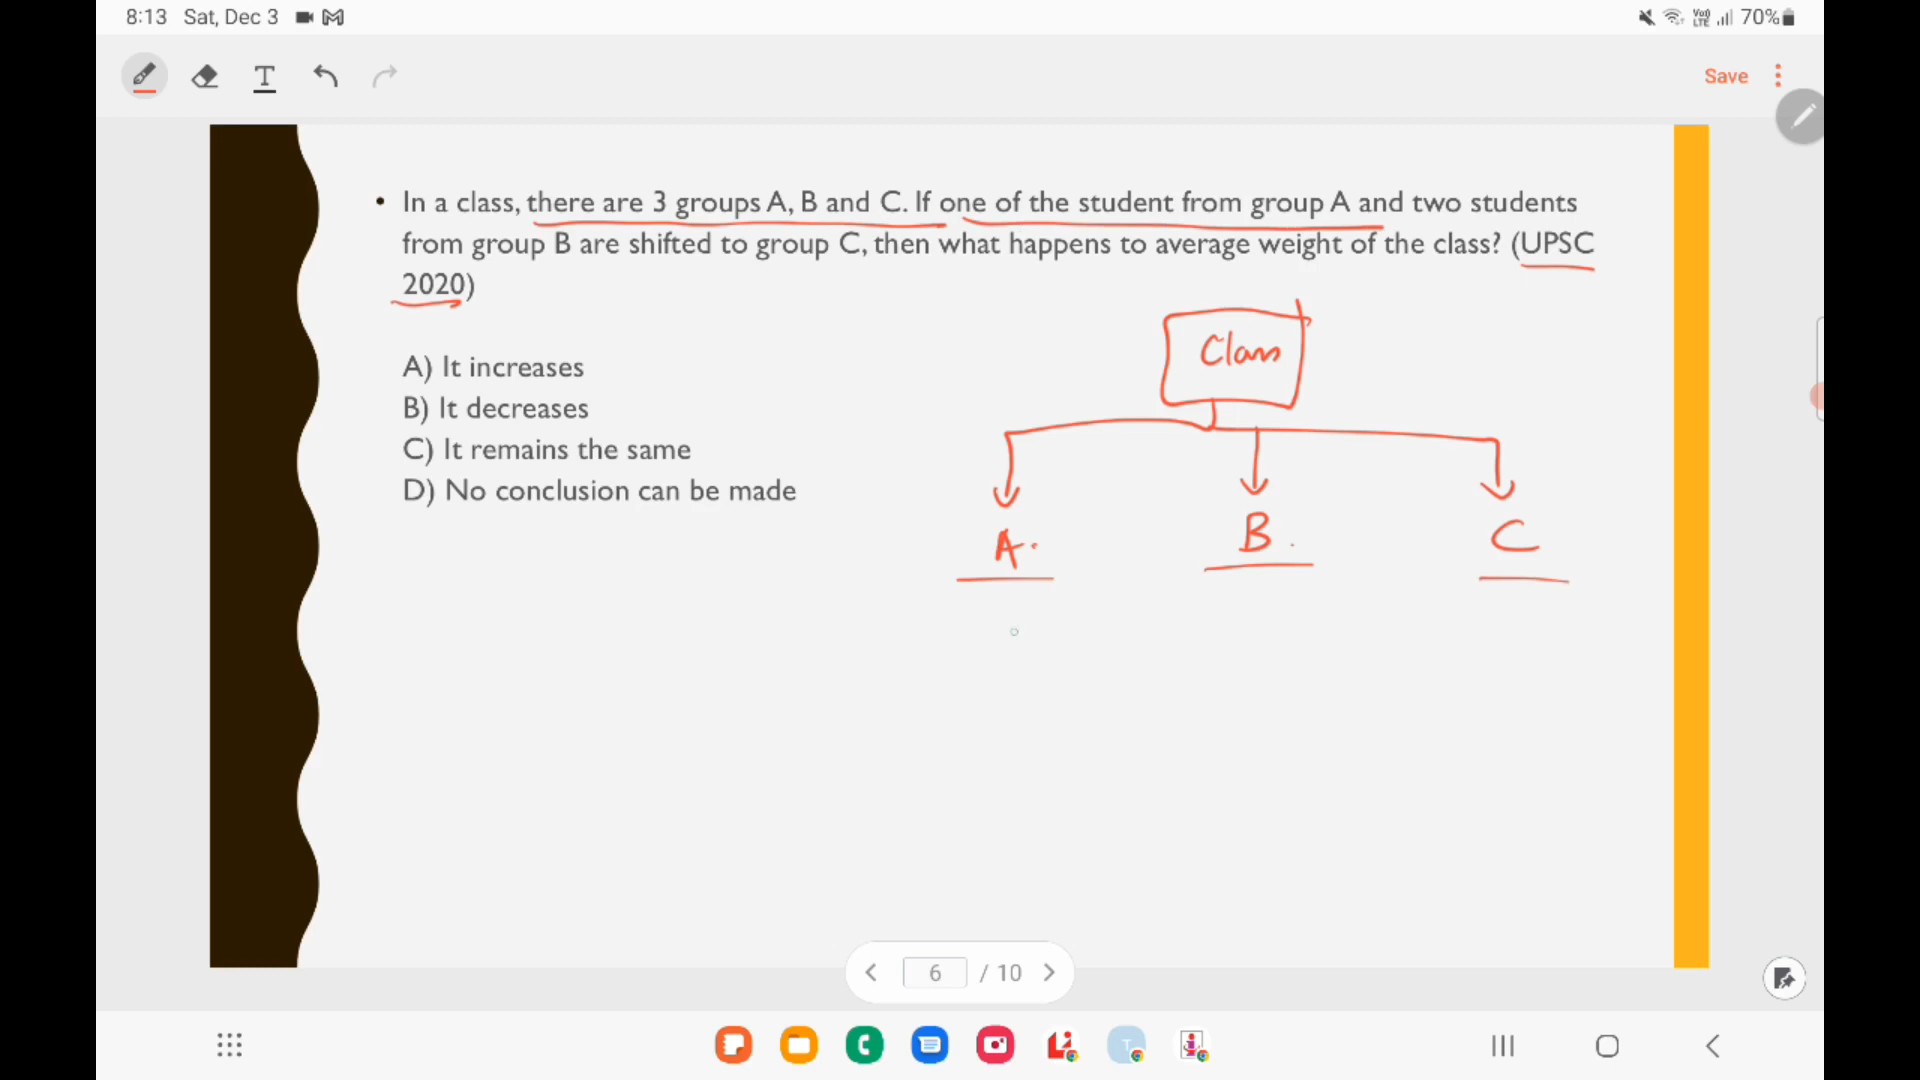 8:13 Sat, Dec 3 70%
Save
• In a class, there are 3 groups A, B and C. If one of the student from group A and two students
from group B are shifted to group C, then what happens to average weight of the class? (UPSC
2020)
Class
A) It increases
B) It decreases
C) It remains the same
D) No conclusion can be made
A. B. C
6 / 10